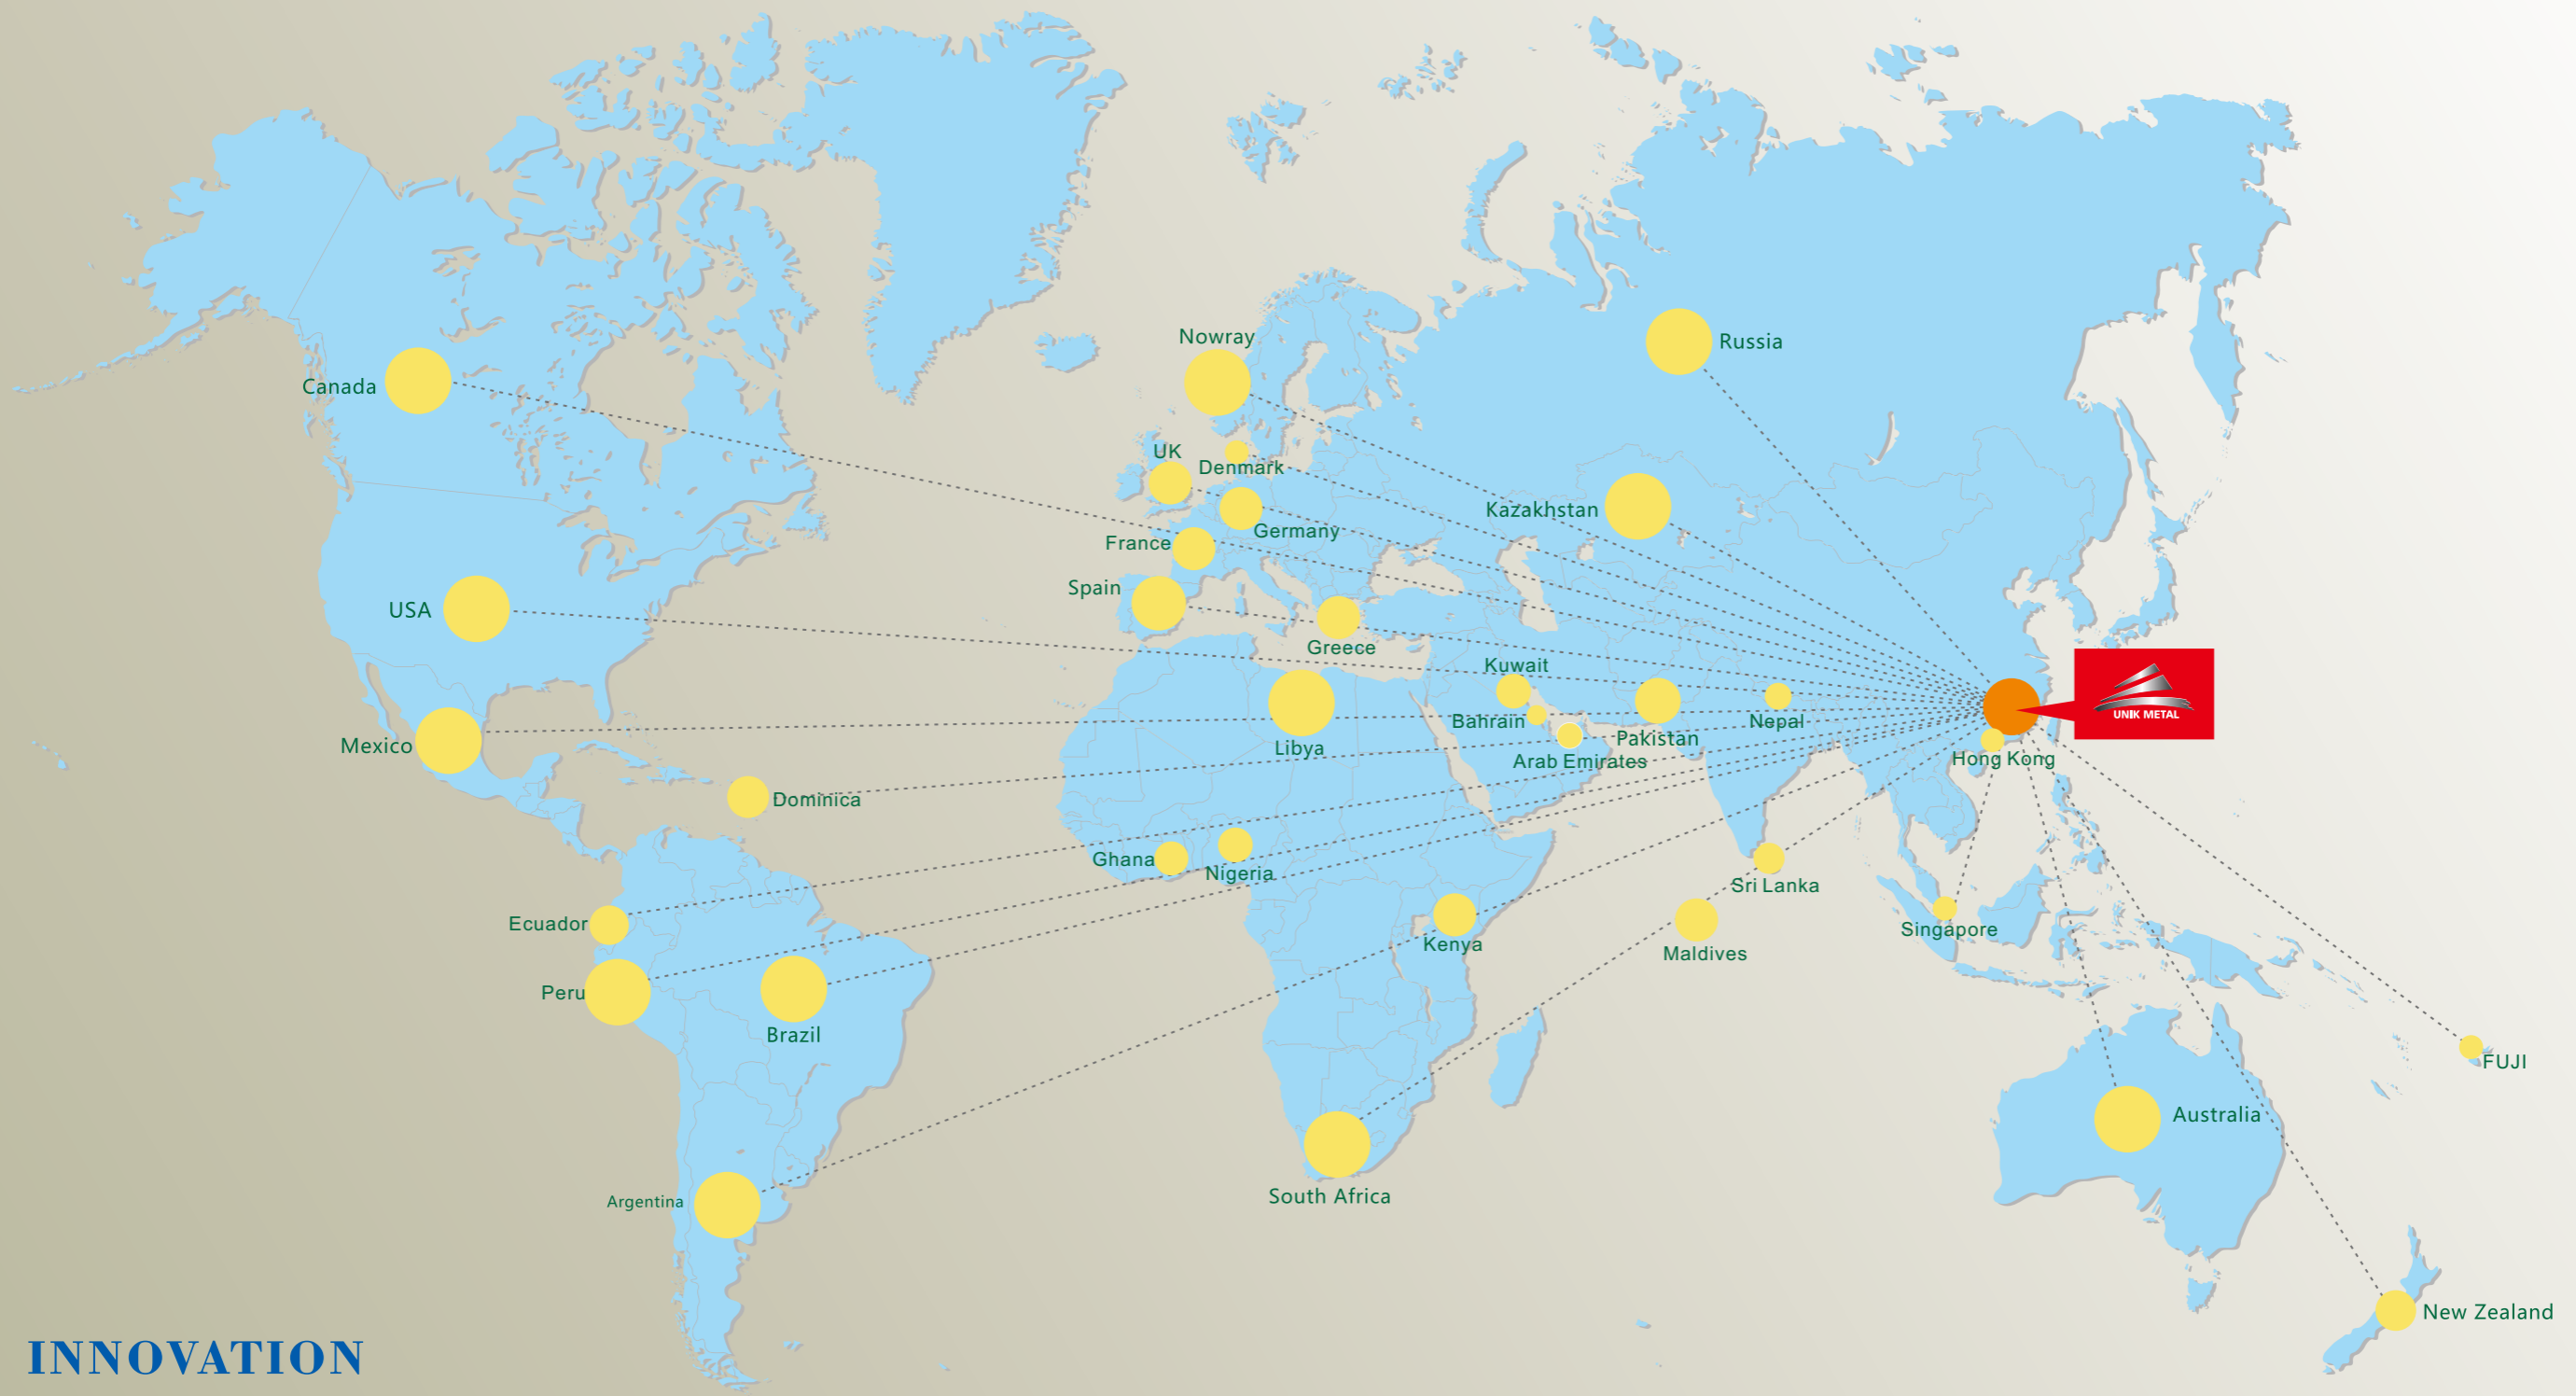 Nowray
Russia
Canada
UK
Denmark
Kazakhstan
Germany
France
Spain
USA
Greece
Kuwait
UNIK METAL
Bahrain
Nepal
Mexico
Libya
Pakistan
Arab Emirates
Hong Kong
Dominica
Ghana
Nigeria
Sri Lanka
Ecuador
Singapore
Kenya
Maldives
Peru
Brazil
FUJI
Australia
Argentina
South Africa
New Zealand
INNOVATION